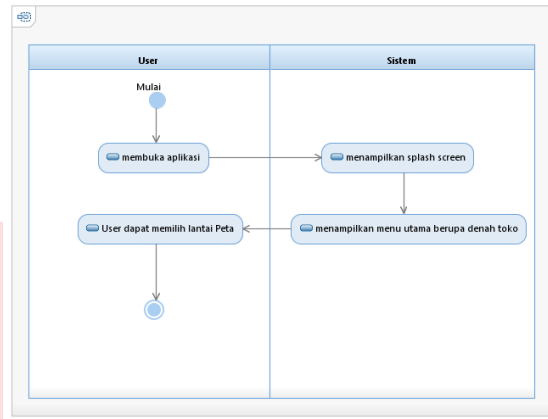 User
Sistem
Mulai
membuka aplikasi
menampilkan splash screen
User dapat memilih lantai Peta
menampilkan menu utama berupa denah toko